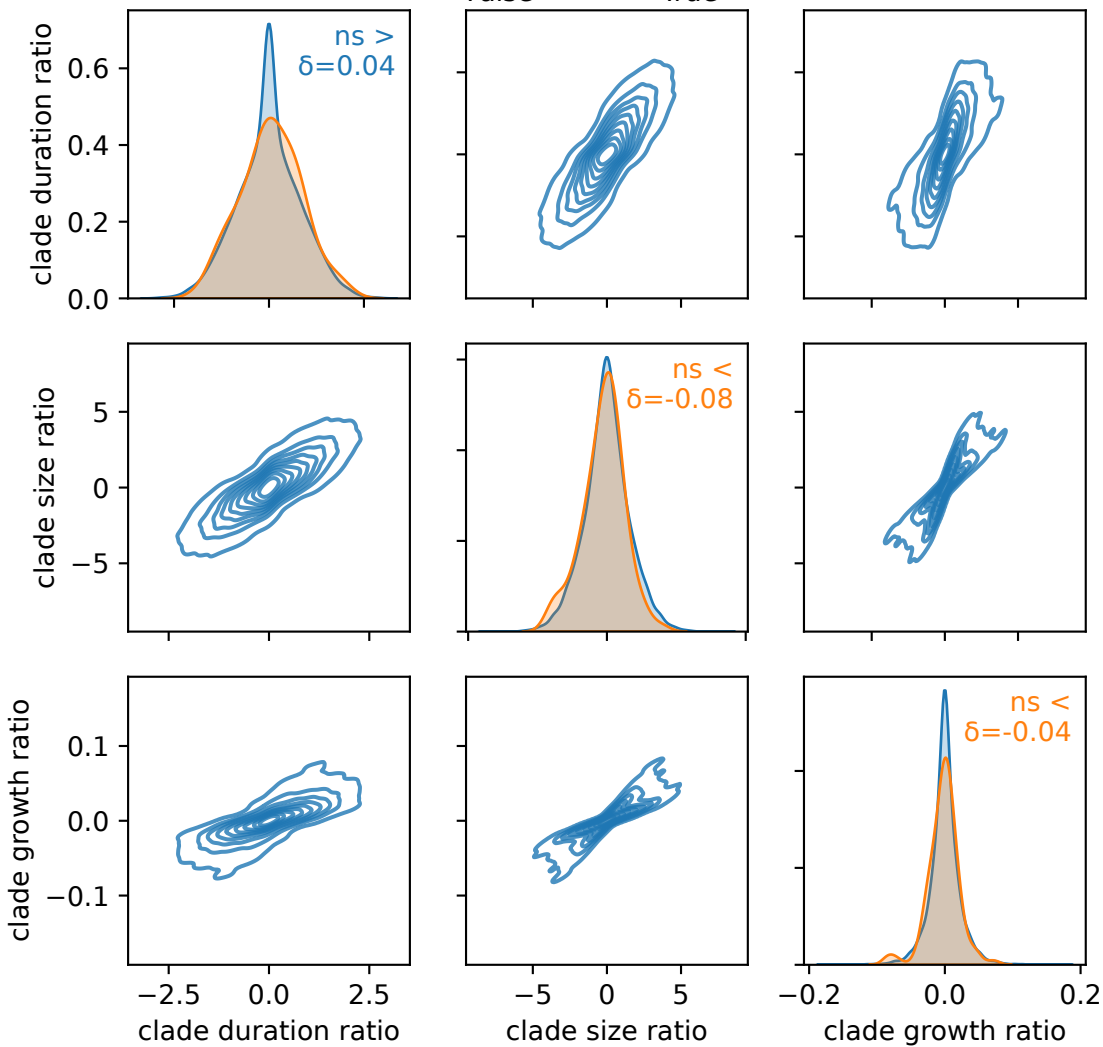 clade duration ratio
0.6
0.4
0.2
0.0
ns >
δ=0.04
clade size ratio
5
0
−5
ns <
δ=-0.08
clade growth ratio
0.1
0.0
−0.1
ns <
δ=-0.04
−2.5 0.0 2.5
−5 0 5
−0.2 0.0 0.2
clade duration ratio
clade size ratio
clade growth ratio